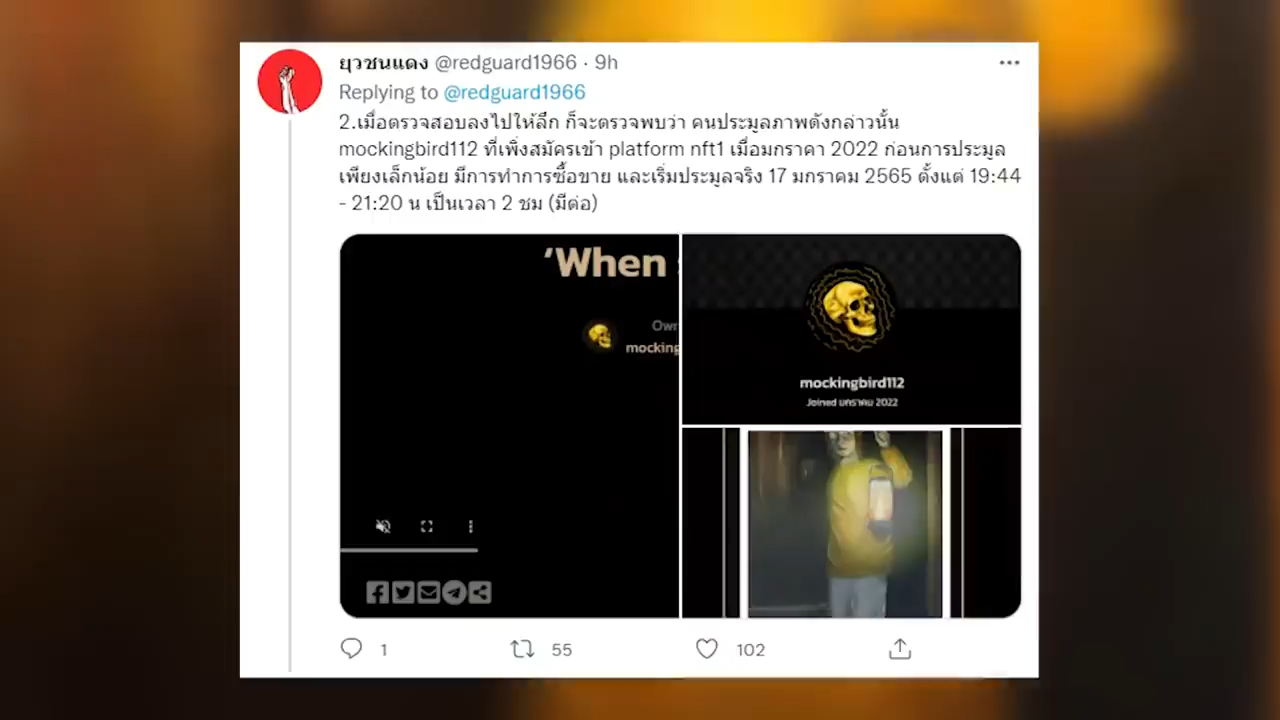 ยุวชนแดง @redguard1966 · 9h
Replying to @redguard1966
2.เมื่อตรวจสอบลงไปให้ลึก ก็จะตรวจพบว่า คนประมูลภาพดังกล่าวนั้น
mockingbird112 ที่เพิ่งสมัครเข้า platform nft1 เมื่อมกราคา 2022 ก่อนการประมูล
เพียงเล็กน้อย มีการทำการซื้อขาย และเริ่มประมูลจริง 17 มกราคม 2565 ตั้งแต่ 19:44
- 21:20 น เป็นเวลา 2 ชม (มีต่อ)
‘When
Own
mocking
mockingbird112
Joined มกราคม 2022
1
55
102